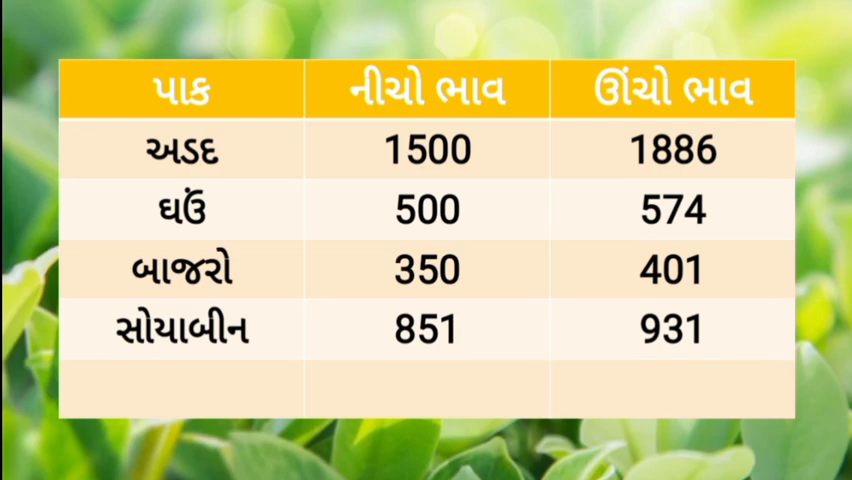 પાક નીચો ભાવ ઊંચો ભાવ
અડદ 1500 1886
ઘઉં 500 574
બાજરો 350 401
સોયાબીન 851 931